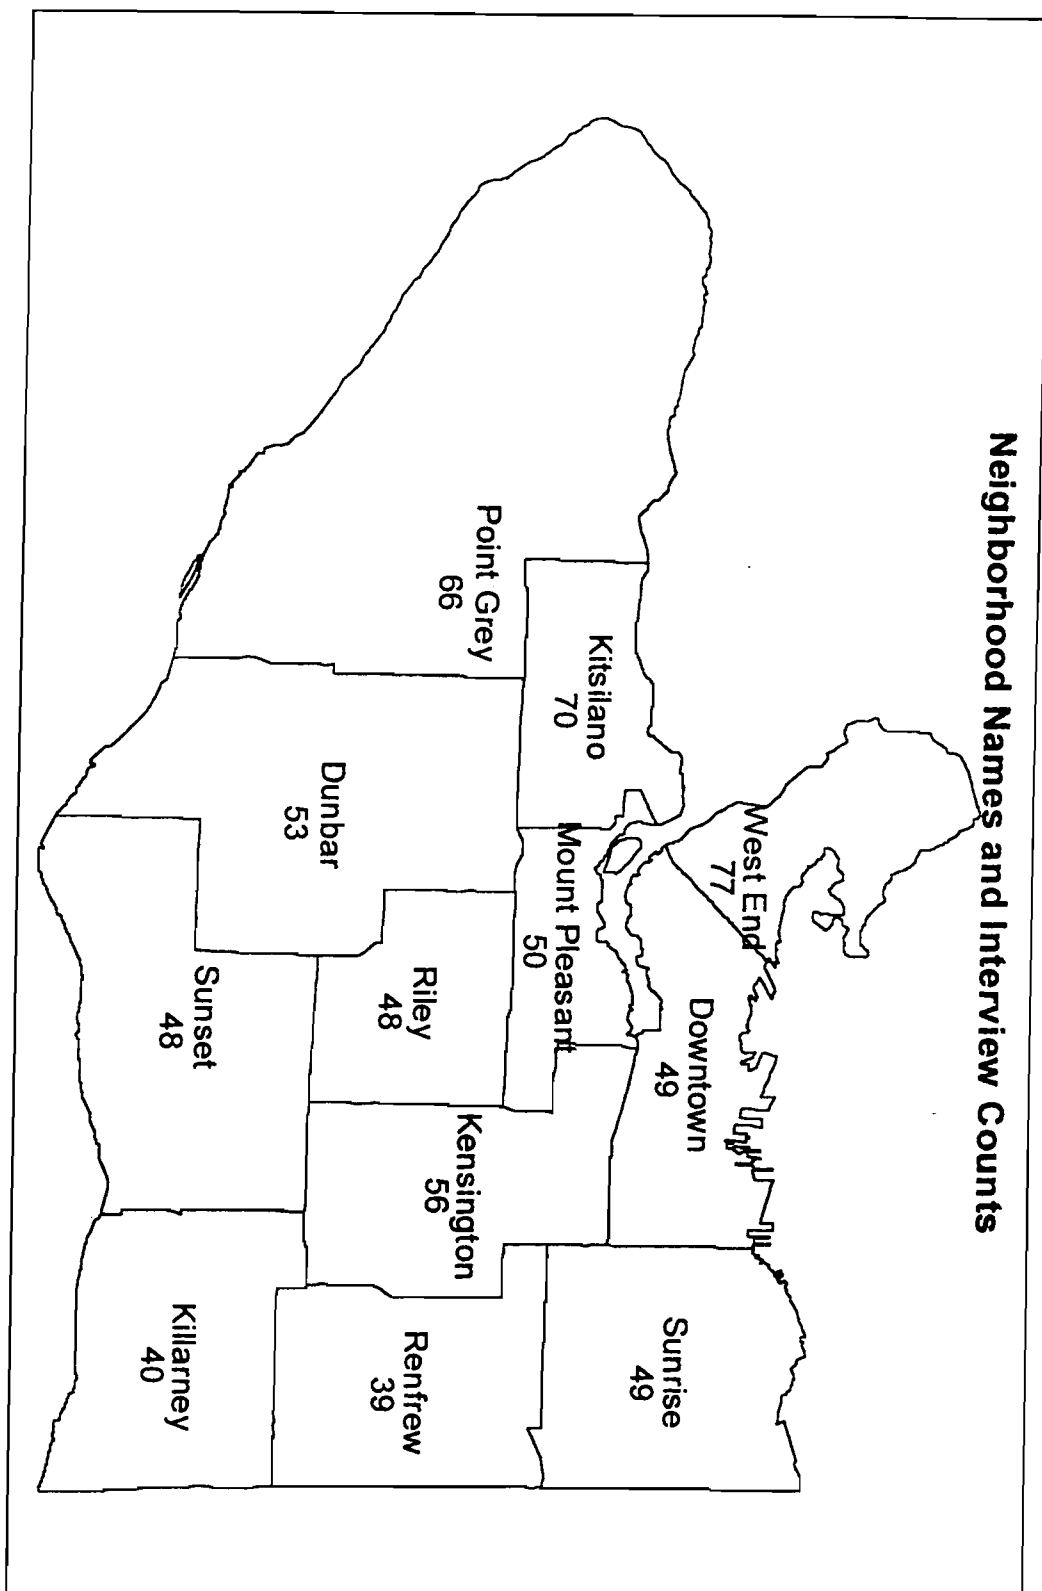 Neighborhood Names and Interview Counts
West End
77
Downtown
49
Sunrise
49
Kitsilano
70
Mount Pleasant
50
Point Grey
66
Kensington
56
Riley
48
Renfrew
39
Dunbar
53
Sunset
48
Killarney
40